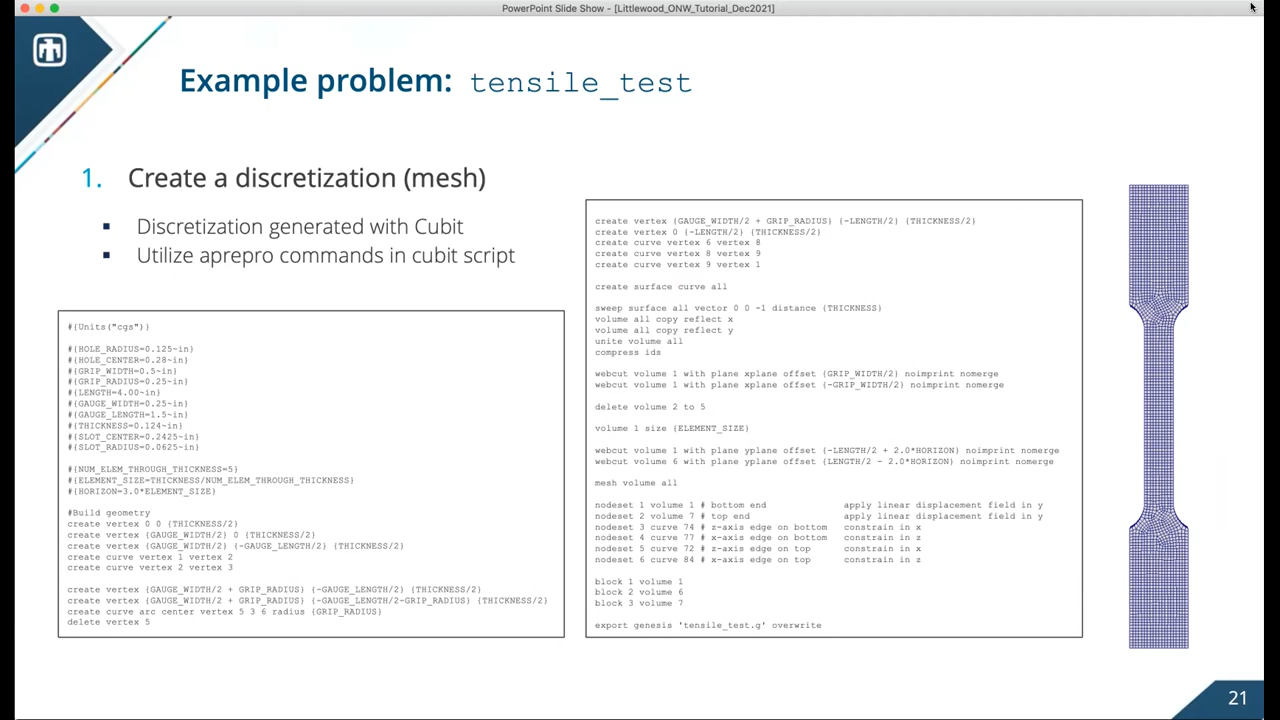 PowerPoint Slide Show - [Littlewood_ONW_Tutorial_Dec2021]
Example problem: tensile_test
1. Create a discretization (mesh)
▪ Discretization generated with Cubit
▪ Utilize aprepro commands in cubit script
#{Units("cgs")}
#{HOLE_RADIUS=0.125~in}
#{HOLE_CENTER=0.28~in}
#{GRIP_WIDTH=0.5~in}
#{GRIP_RADIUS=0.25~in}
#{LENGTH=4.00~in}
#{GAUGE_WIDTH=0.25~in}
#{GAUGE_LENGTH=1.5~in}
#{THICKNESS=0.124~in}
#{SLOT_CENTER=0.2425~in}
#{SLOT_RADIUS=0.0625~in}
#{NUM_ELEM_THROUGH_THICKNESS=5}
#{ELEMENT_SIZE=THICKNESS/NUM_ELEM_THROUGH_THICKNESS}
#{HORIZON=3.0*ELEMENT_SIZE}
#Build geometry
create vertex 0 0 {THICKNESS/2}
create vertex {GAUGE_WIDTH/2} 0 {THICKNESS/2}
create vertex {GAUGE_WIDTH/2} {-GAUGE_LENGTH/2} {THICKNESS/2}
create curve vertex 1 vertex 2
create curve vertex 2 vertex 3
create vertex {GAUGE_WIDTH/2 + GRIP_RADIUS} {-GAUGE_LENGTH/2} {THICKNESS/2}
create vertex {GAUGE_WIDTH/2 + GRIP_RADIUS} {-GAUGE_LENGTH/2-GRIP_RADIUS} {THICKNESS/2}
create curve arc center vertex 5 3 6 radius {GRIP_RADIUS}
delete vertex 5
create vertex {GAUGE_WIDTH/2 + GRIP_RADIUS} {-LENGTH/2} {THICKNESS/2}
create vertex 0 {-LENGTH/2} {THICKNESS/2}
create curve vertex 6 vertex 8
create curve vertex 8 vertex 9
create curve vertex 9 vertex 1
create surface curve all
sweep surface all vector 0 0 -1 distance {THICKNESS}
volume all copy reflect x
volume all copy reflect y
unite volume all
compress ids
webcut volume 1 with plane xplane offset {GRIP_WIDTH/2} noimprint nomerge
webcut volume 1 with plane xplane offset {-GRIP_WIDTH/2} noimprint nomerge
delete volume 2 to 5
volume 1 size {ELEMENT_SIZE}
webcut volume 1 with plane yplane offset {-LENGTH/2 + 2.0*HORIZON} noimprint nomerge
webcut volume 6 with plane yplane offset {LENGTH/2 - 2.0*HORIZON} noimprint nomerge
mesh volume all
nodeset 1 volume 1 # bottom end apply linear displacement field in y
nodeset 2 volume 7 # top end apply linear displacement field in y
nodeset 3 curve 74 # z-axis edge on bottom constrain in x
nodeset 4 curve 77 # x-axis edge on bottom constrain in z
nodeset 5 curve 72 # z-axis edge on top constrain in x
nodeset 6 curve 84 # x-axis edge on top constrain in z
block 1 volume 1
block 2 volume 6
block 3 volume 7
export genesis 'tensile_test.g' overwrite
21